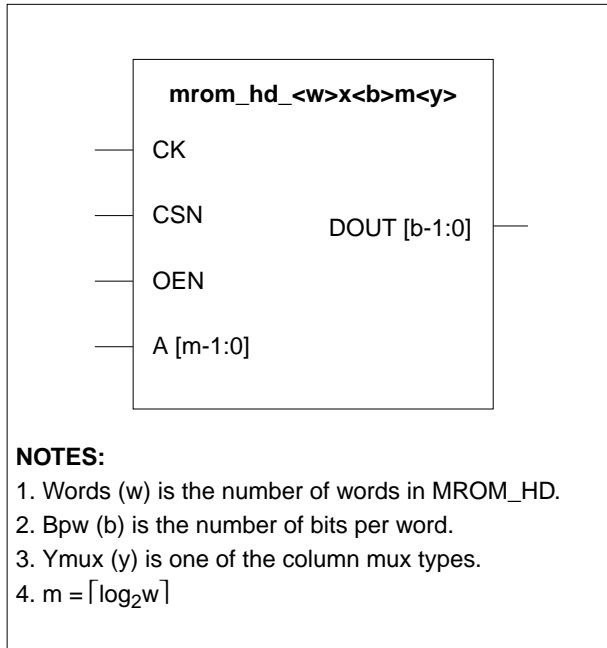 mrom_hd_<w>x<b>m<y>
CK
CSN
DOUT [b-1:0]
OEN
A [m-1:0]
NOTES:
1. Words (w) is the number of words in MROM_HD.
2. Bpw (b) is the number of bits per word.
3. Ymux (y) is one of the column mux types.
4. m = ⌈log₂w⌉